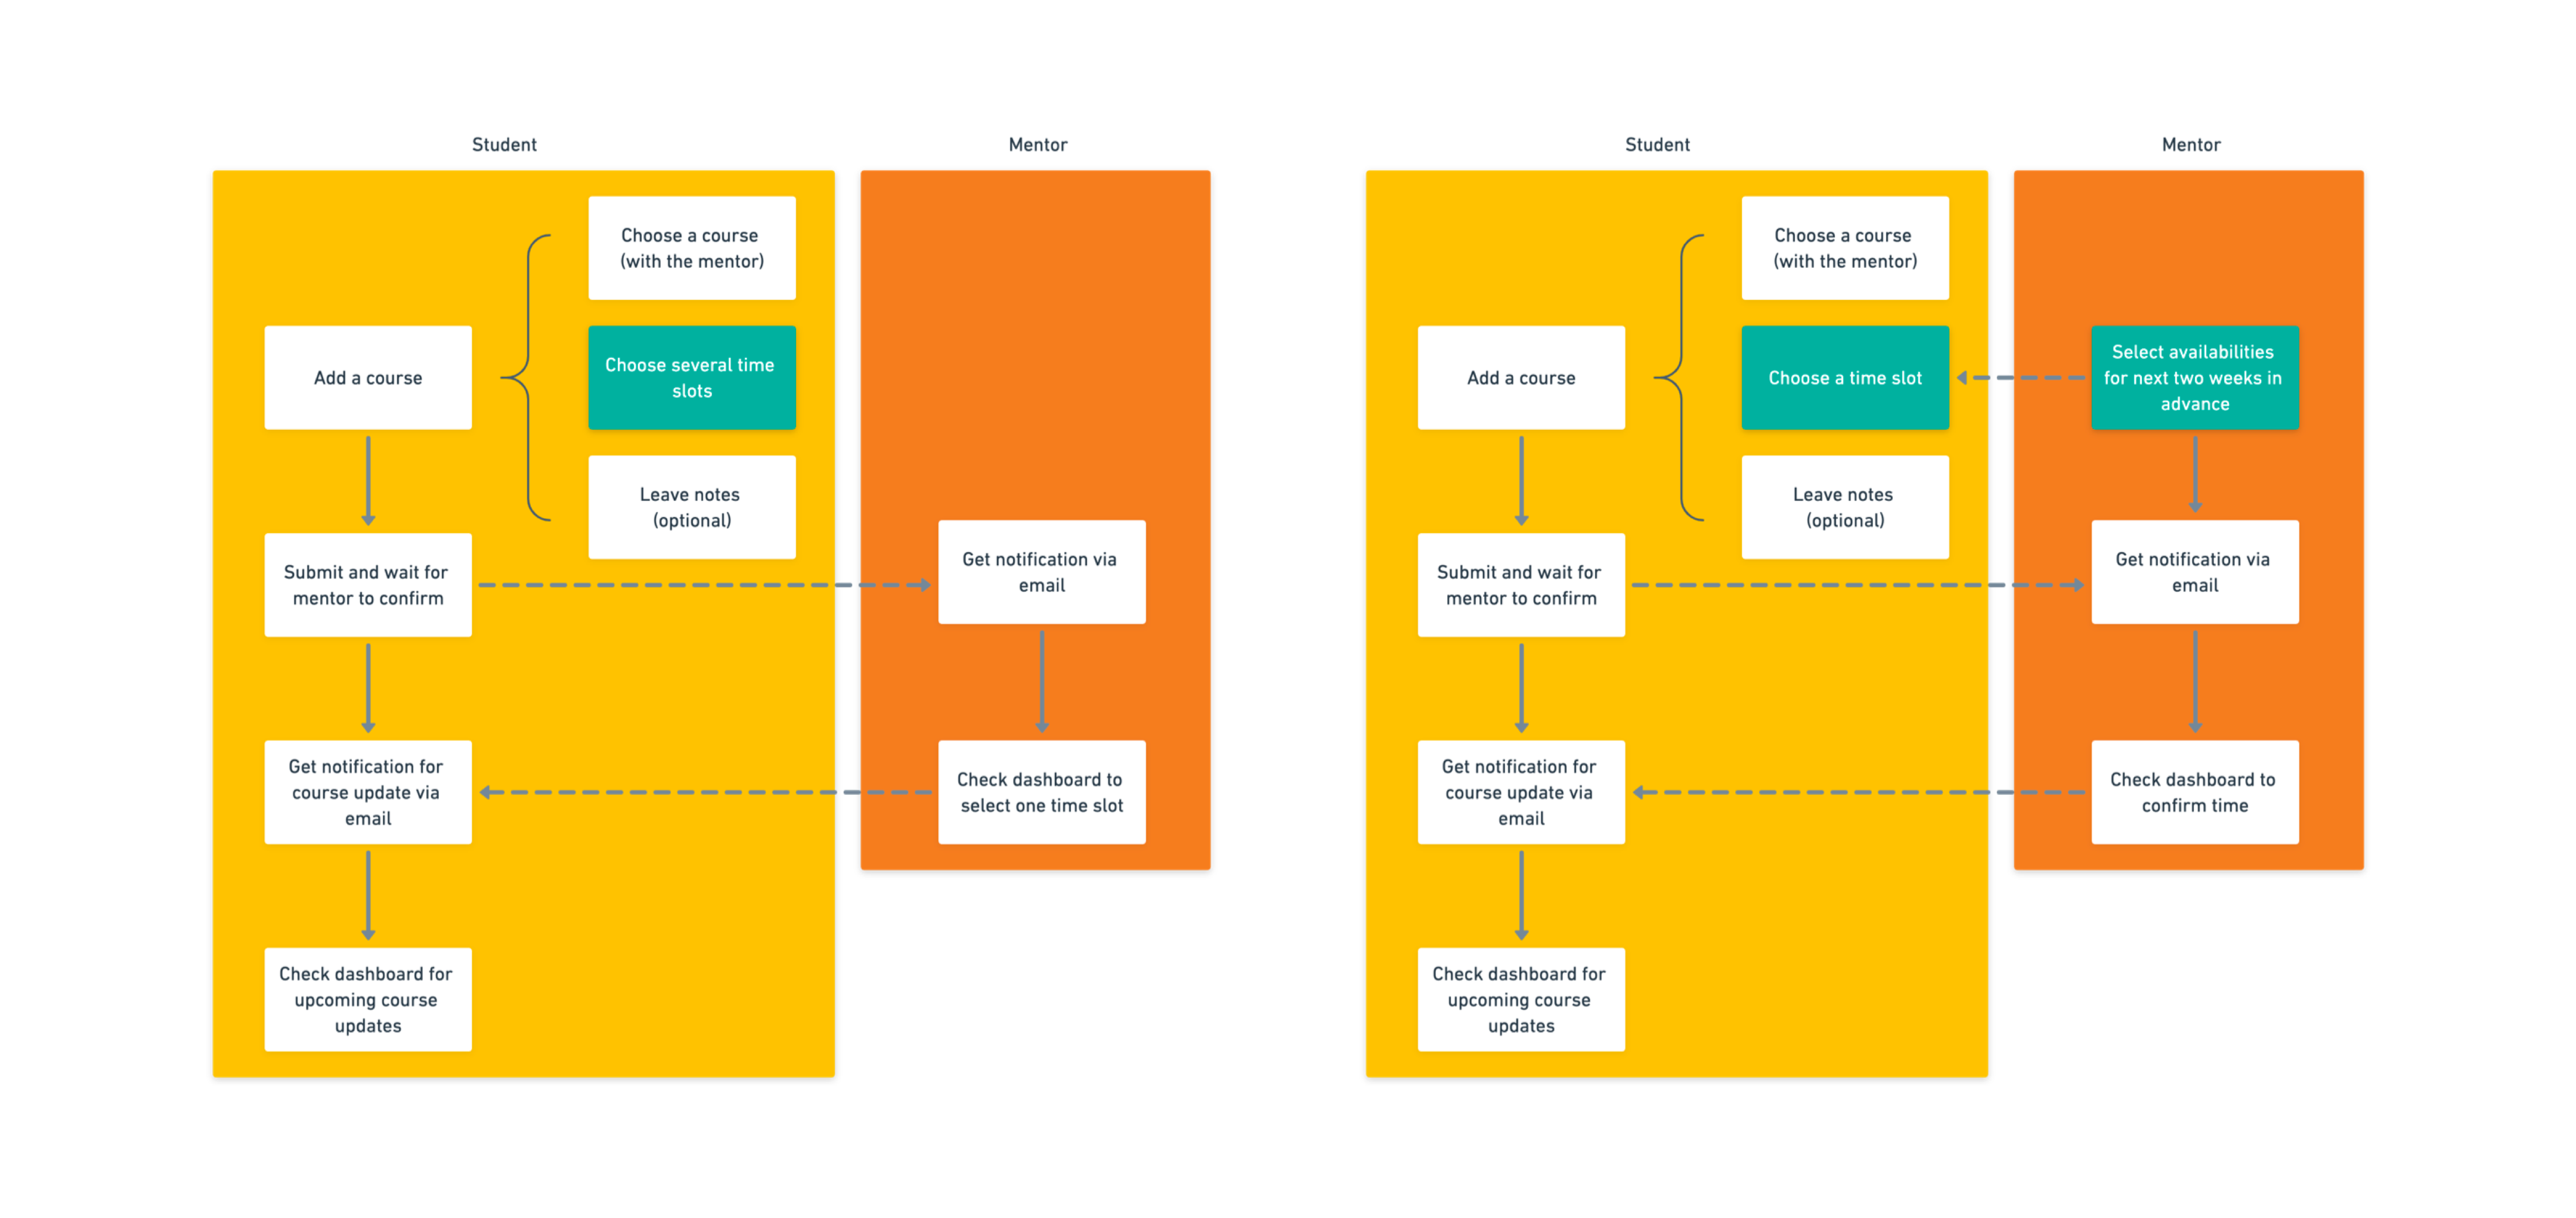 Student
Mentor
Choose a course
(with the mentor)
Add a course
Choose several time
slots
Leave notes
(optional)
Submit and wait for
mentor to confirm
Get notification via
email
Get notification for
course update via
email
Check dashboard to
select one time slot
Check dashboard for
upcoming course
updates
Student
Mentor
Choose a course
(with the mentor)
Add a course
Choose a time slot
Select availabilities
for next two weeks in
advance
Leave notes
(optional)
Submit and wait for
mentor to confirm
Get notification via
email
Get notification for
course update via
email
Check dashboard to
confirm time
Check dashboard for
upcoming course
updates